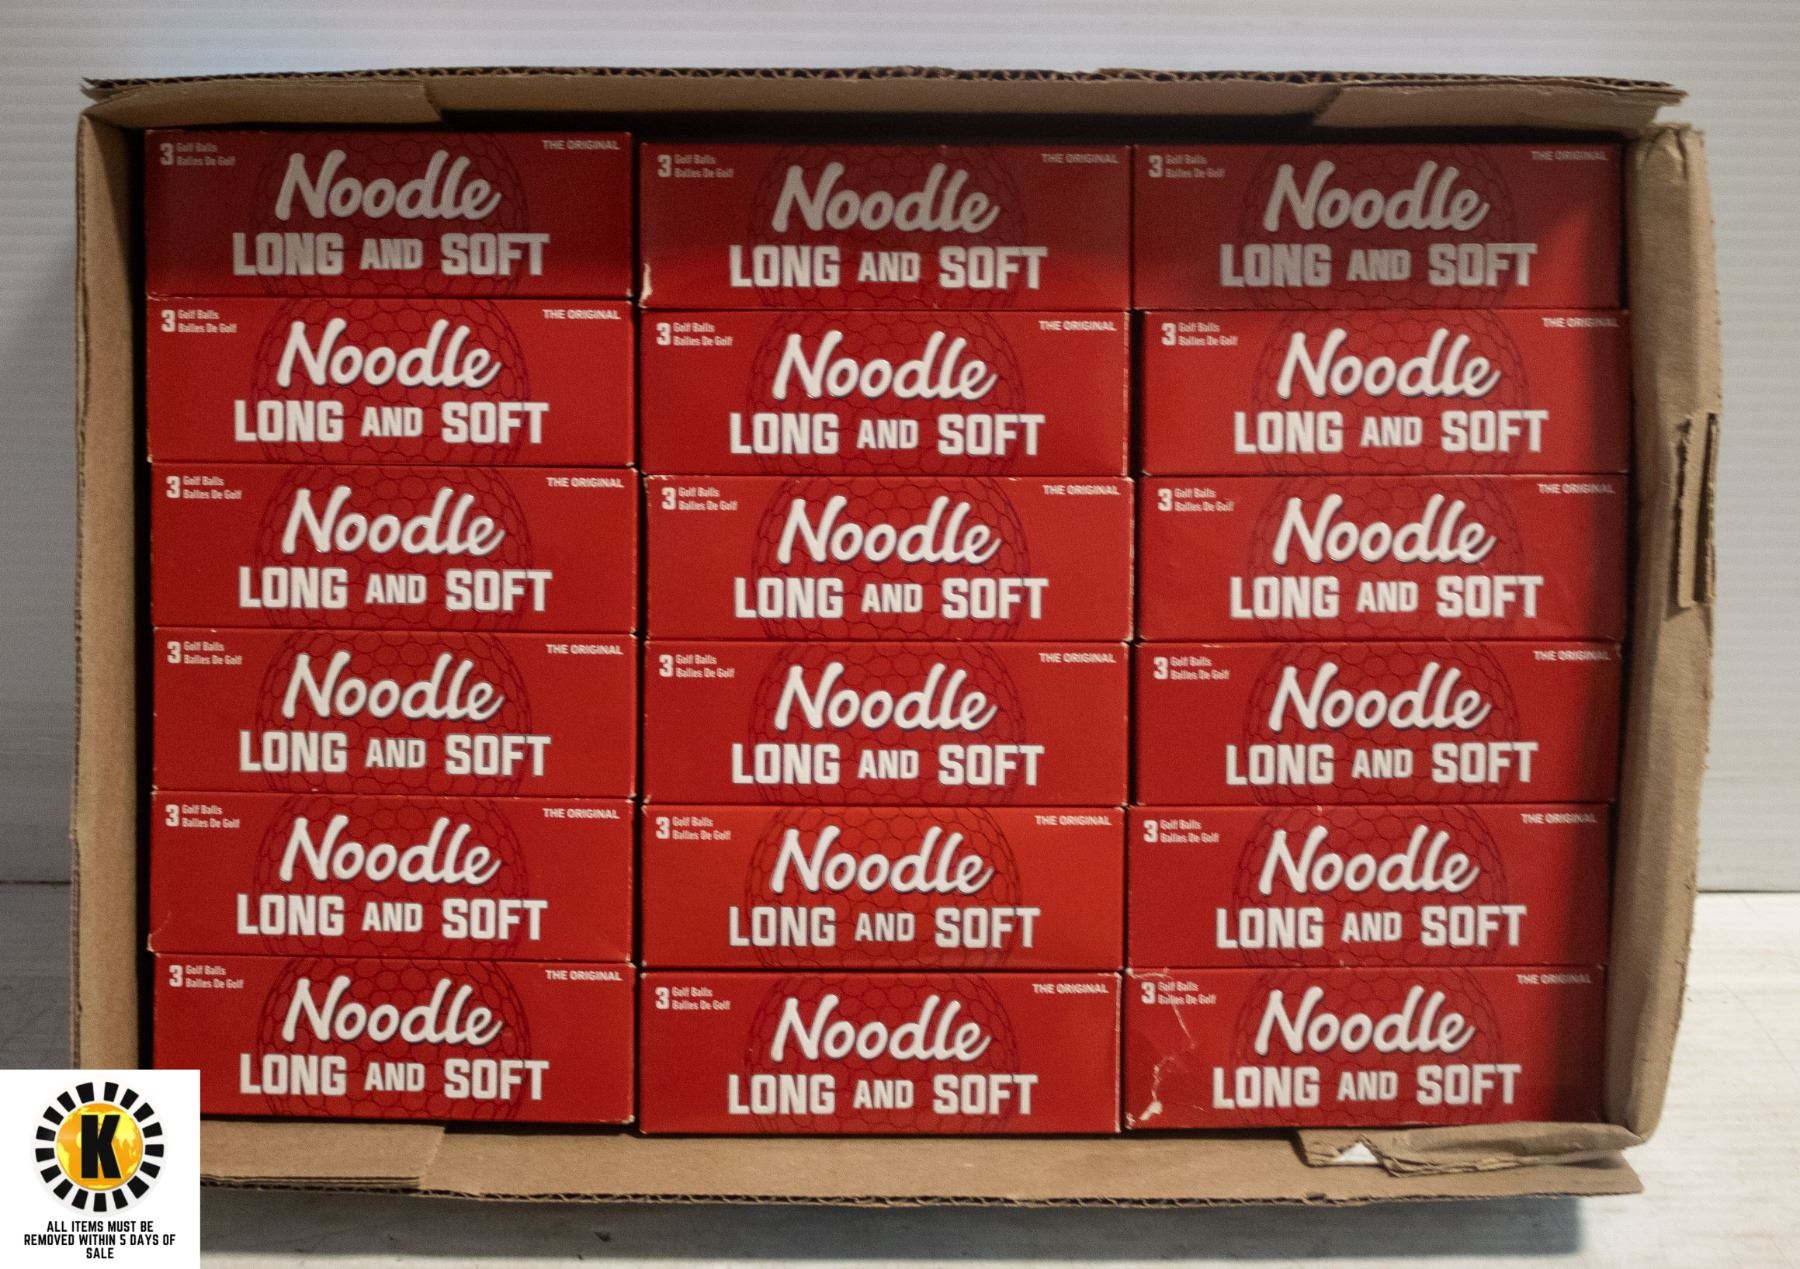 3 Golf Balls
Balles De Golf
THE ORIGINAL
Noodle
LONG AND SOFT
3 Golf Balls
Balles De Golf
THE ORIGINAL
Noodle
LONG AND SOFT
3 Golf Balls
Balles De Golf
THE ORIGINAL
Noodle
LONG AND SOFT
3 Golf Balls
Balles De Golf
THE ORIGINAL
Noodle
LONG AND SOFT
3 Golf Balls
Balles De Golf
THE ORIGINAL
Noodle
LONG AND SOFT
3 Golf Balls
Balles De Golf
THE ORIGINAL
Noodle
LONG AND SOFT
3 Golf Balls
Balles De Golf
THE ORIGINAL
Noodle
LONG AND SOFT
3 Golf Balls
Balles De Golf
THE ORIGINAL
Noodle
LONG AND SOFT
3 Golf Balls
Balles De Golf
THE ORIGINAL
Noodle
LONG AND SOFT
3 Golf Balls
Balles De Golf
THE ORIGINAL
Noodle
LONG AND SOFT
3 Golf Balls
Balles De Golf
THE ORIGINAL
Noodle
LONG AND SOFT
3 Golf Balls
Balles De Golf
THE ORIGINAL
Noodle
LONG AND SOFT
3 Golf Balls
Balles De Golf
THE ORIGINAL
Noodle
LONG AND SOFT
3 Golf Balls
Balles De Golf
THE ORIGINAL
Noodle
LONG AND SOFT
3 Golf Balls
Balles De Golf
THE ORIGINAL
Noodle
LONG AND SOFT
3 Golf Balls
Balles De Golf
THE ORIGINAL
Noodle
LONG AND SOFT
3 Golf Balls
Balles De Golf
THE ORIGINAL
Noodle
LONG AND SOFT
3 Golf Balls
Balles De Golf
THE ORIGINAL
Noodle
LONG AND SOFT
K
ALL ITEMS MUST BE
REMOVED WITHIN 5 DAYS OF
SALE